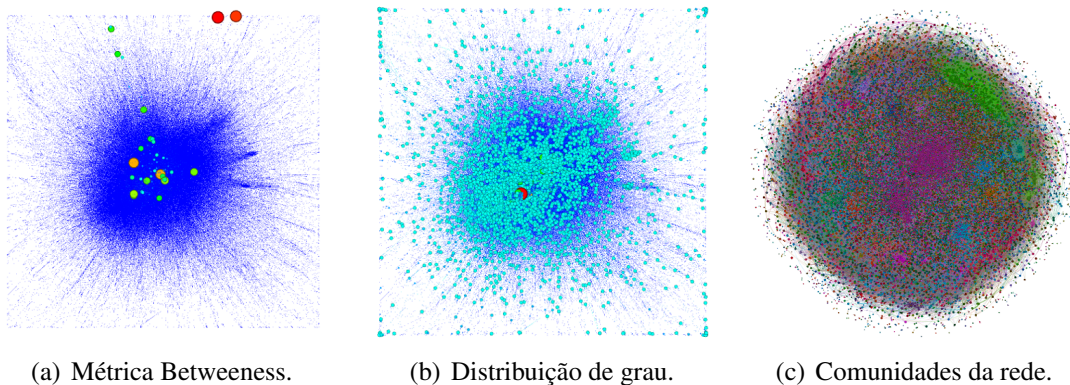 (a) Métrica Betweeness.
(b) Distribuição de grau.
(c) Comunidades da rede.